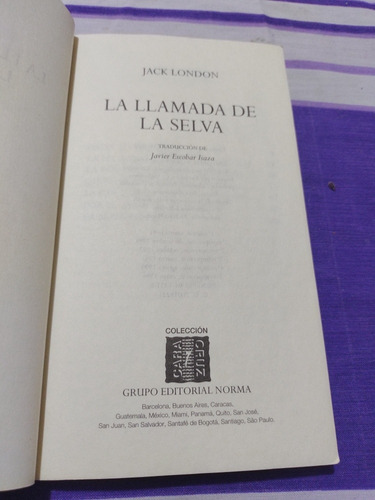 JACK LONDON
LA LLAMADA DE
LA SELVA
TRADUCCIÓN DE
Javier Escobar Isaza
COLECCIÓN
CARA
CRUZ
GRUPO EDITORIAL NORMA
Barcelona, Buenos Aires, Caracas,
Guatemala, México, Miami, Panamá, Quito, San José,
San Juan, San Salvador, Santafé de Bogotá, Santiago, São Paulo.